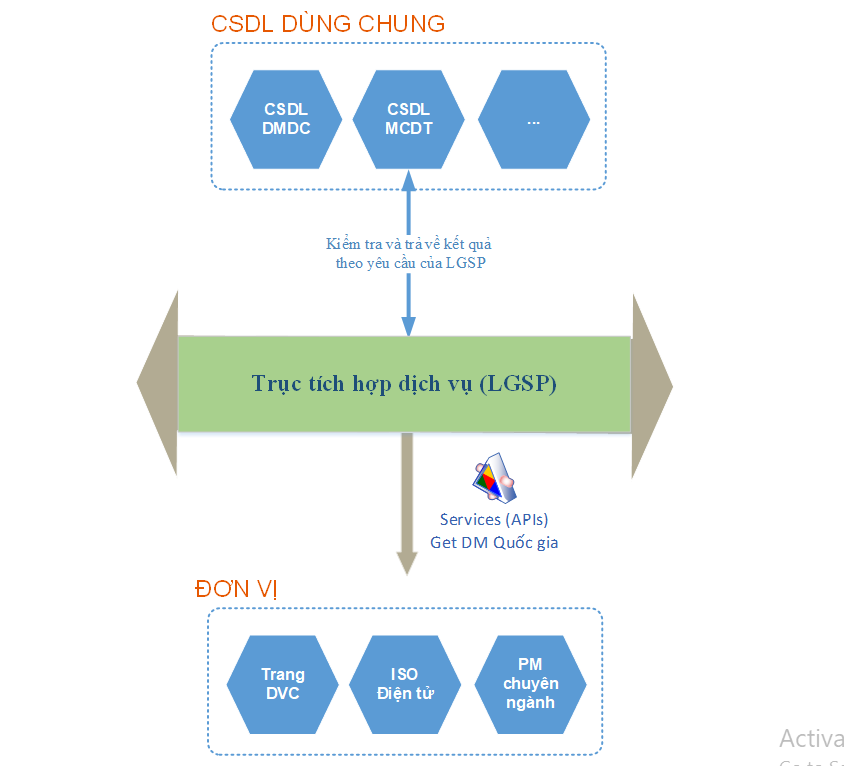 CSDL DÙNG CHUNG
CSDL
DMDC
CSDL
MCDT
...
Kiểm tra và trả về kết quả
theo yêu cầu của LGSP
Trục tích hợp dịch vụ (LGSP)
Services (APIs)
Get DM Quốc gia
ĐƠN VỊ
Trang
DVC
ISO
Điện tử
PM
chuyên
ngành
Activa